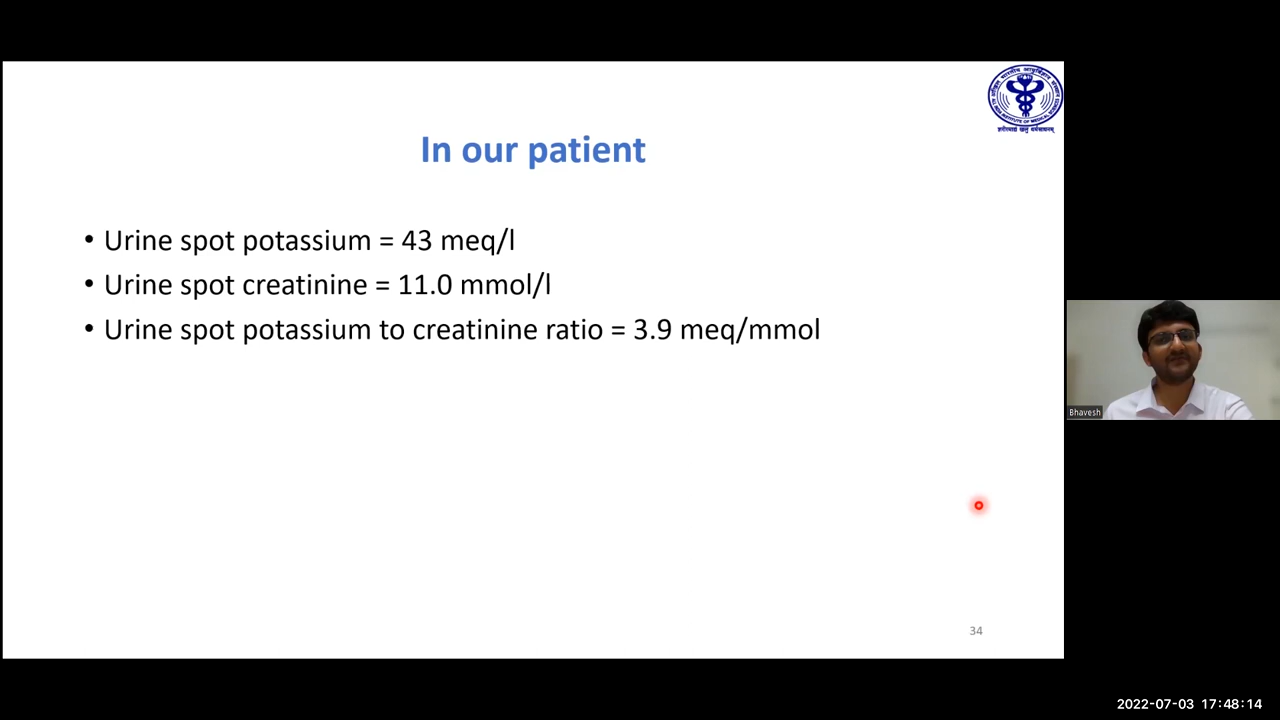 In our patient
• Urine spot potassium = 43 meq/l
• Urine spot creatinine = 11.0 mmol/l
• Urine spot potassium to creatinine ratio = 3.9 meq/mmol
34
Bhavesh
2022-07-03 17:48:14